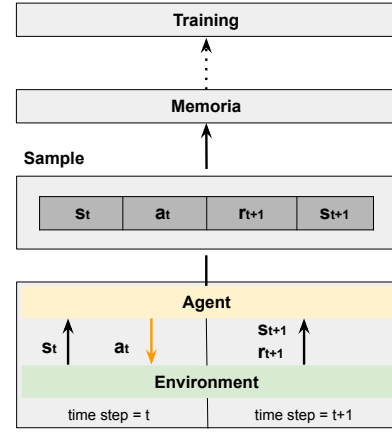 Training
Memoria
Sample
st at rt+1 st+1
Agent
st at st+1
rt+1
Environment
time step = t time step = t+1